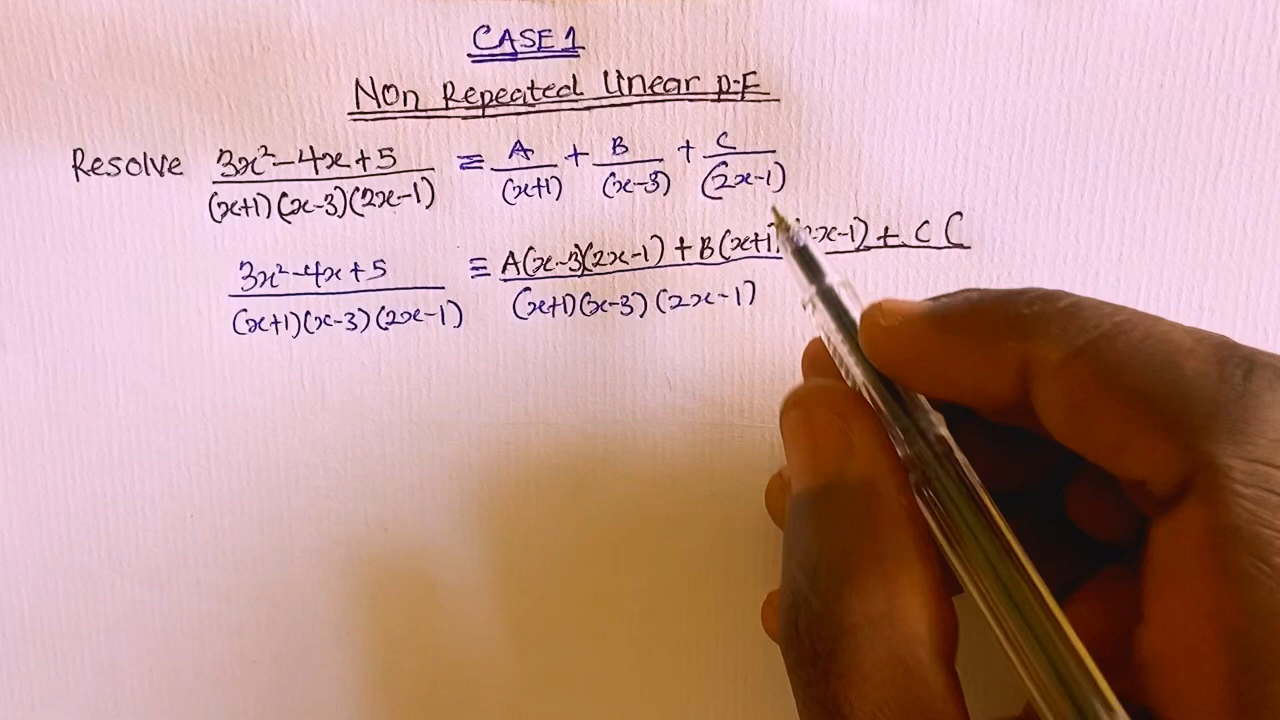 CASE 1
Non Repeated Linear P-F
Resolve (3x²-4x+5)/((x+1)(x-3)(2x-1)) ≡ A/(x+1) + B/(x-3) + C/(2x-1)
(3x²-4x+5)/((x+1)(x-3)(2x-1)) ≡ (A(x-3)(2x-1) + B(x+1)(2x-1) + C ()/((x+1)(x-3)(2x-1))